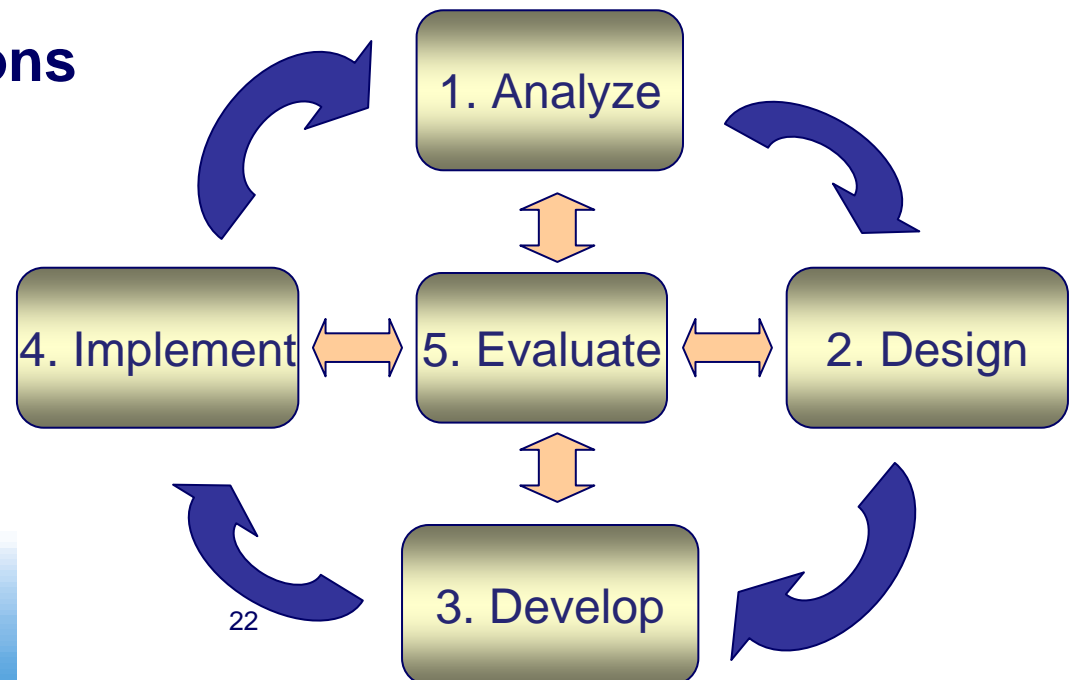 ons
1. Analyze
4. Implement
5. Evaluate
2. Design
3. Develop
22